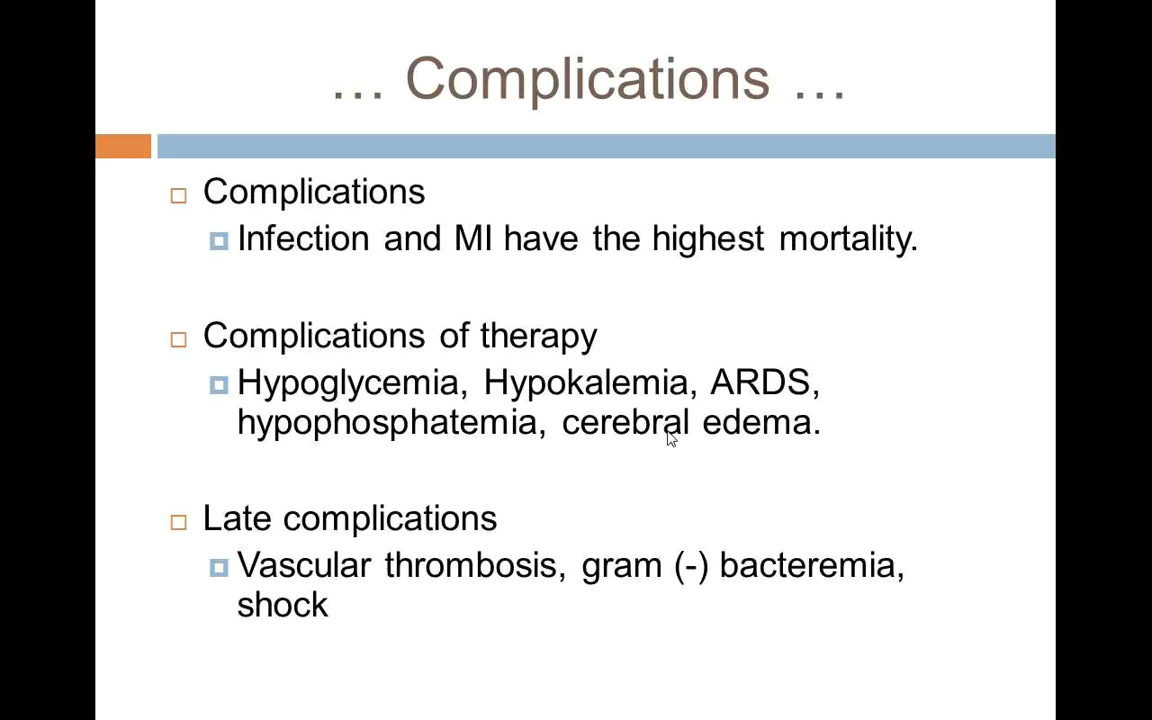 … Complications …
Complications
Infection and MI have the highest mortality.
Complications of therapy
Hypoglycemia, Hypokalemia, ARDS,
hypophosphatemia, cerebral edema.
Late complications
Vascular thrombosis, gram (-) bacteremia,
shock